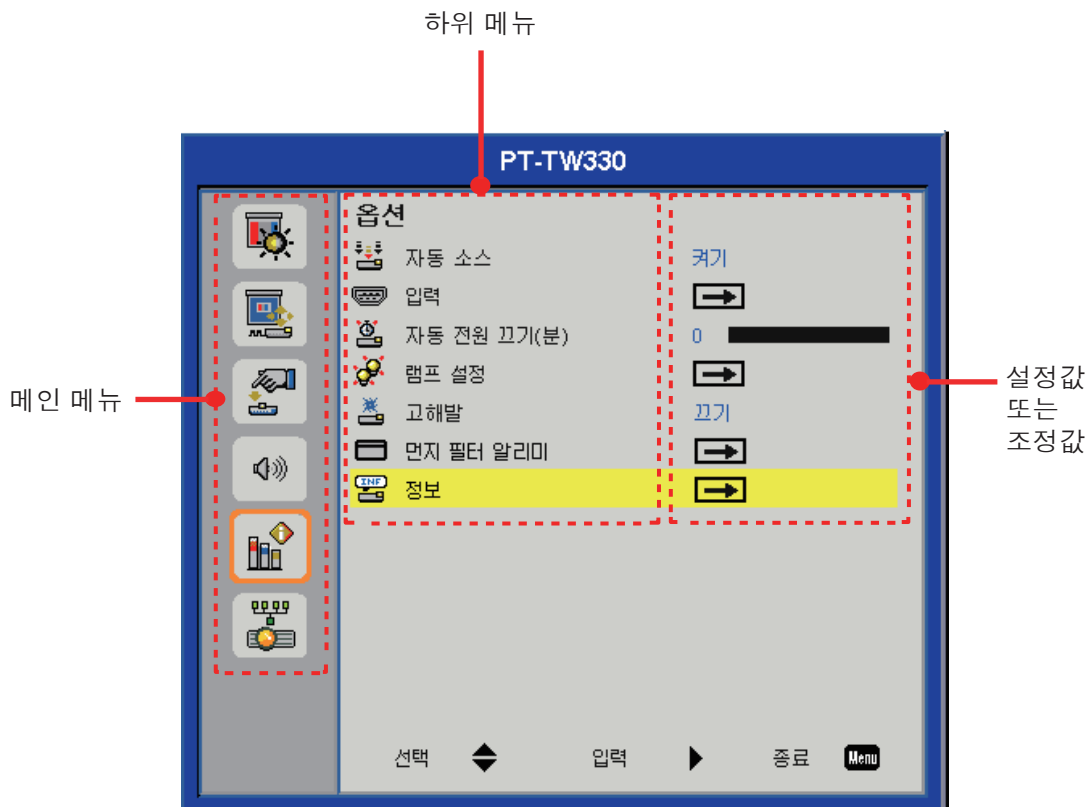 하위 메뉴
PT-TW330
옵션
자동 소스 켜기
입력
자동 전원 끄기(분) 0
램프 설정
고해발 끄기
먼지 필터 알리미
INF 정보
메인 메뉴
설정값
또는
조정값
선택 입력 종료 Menu